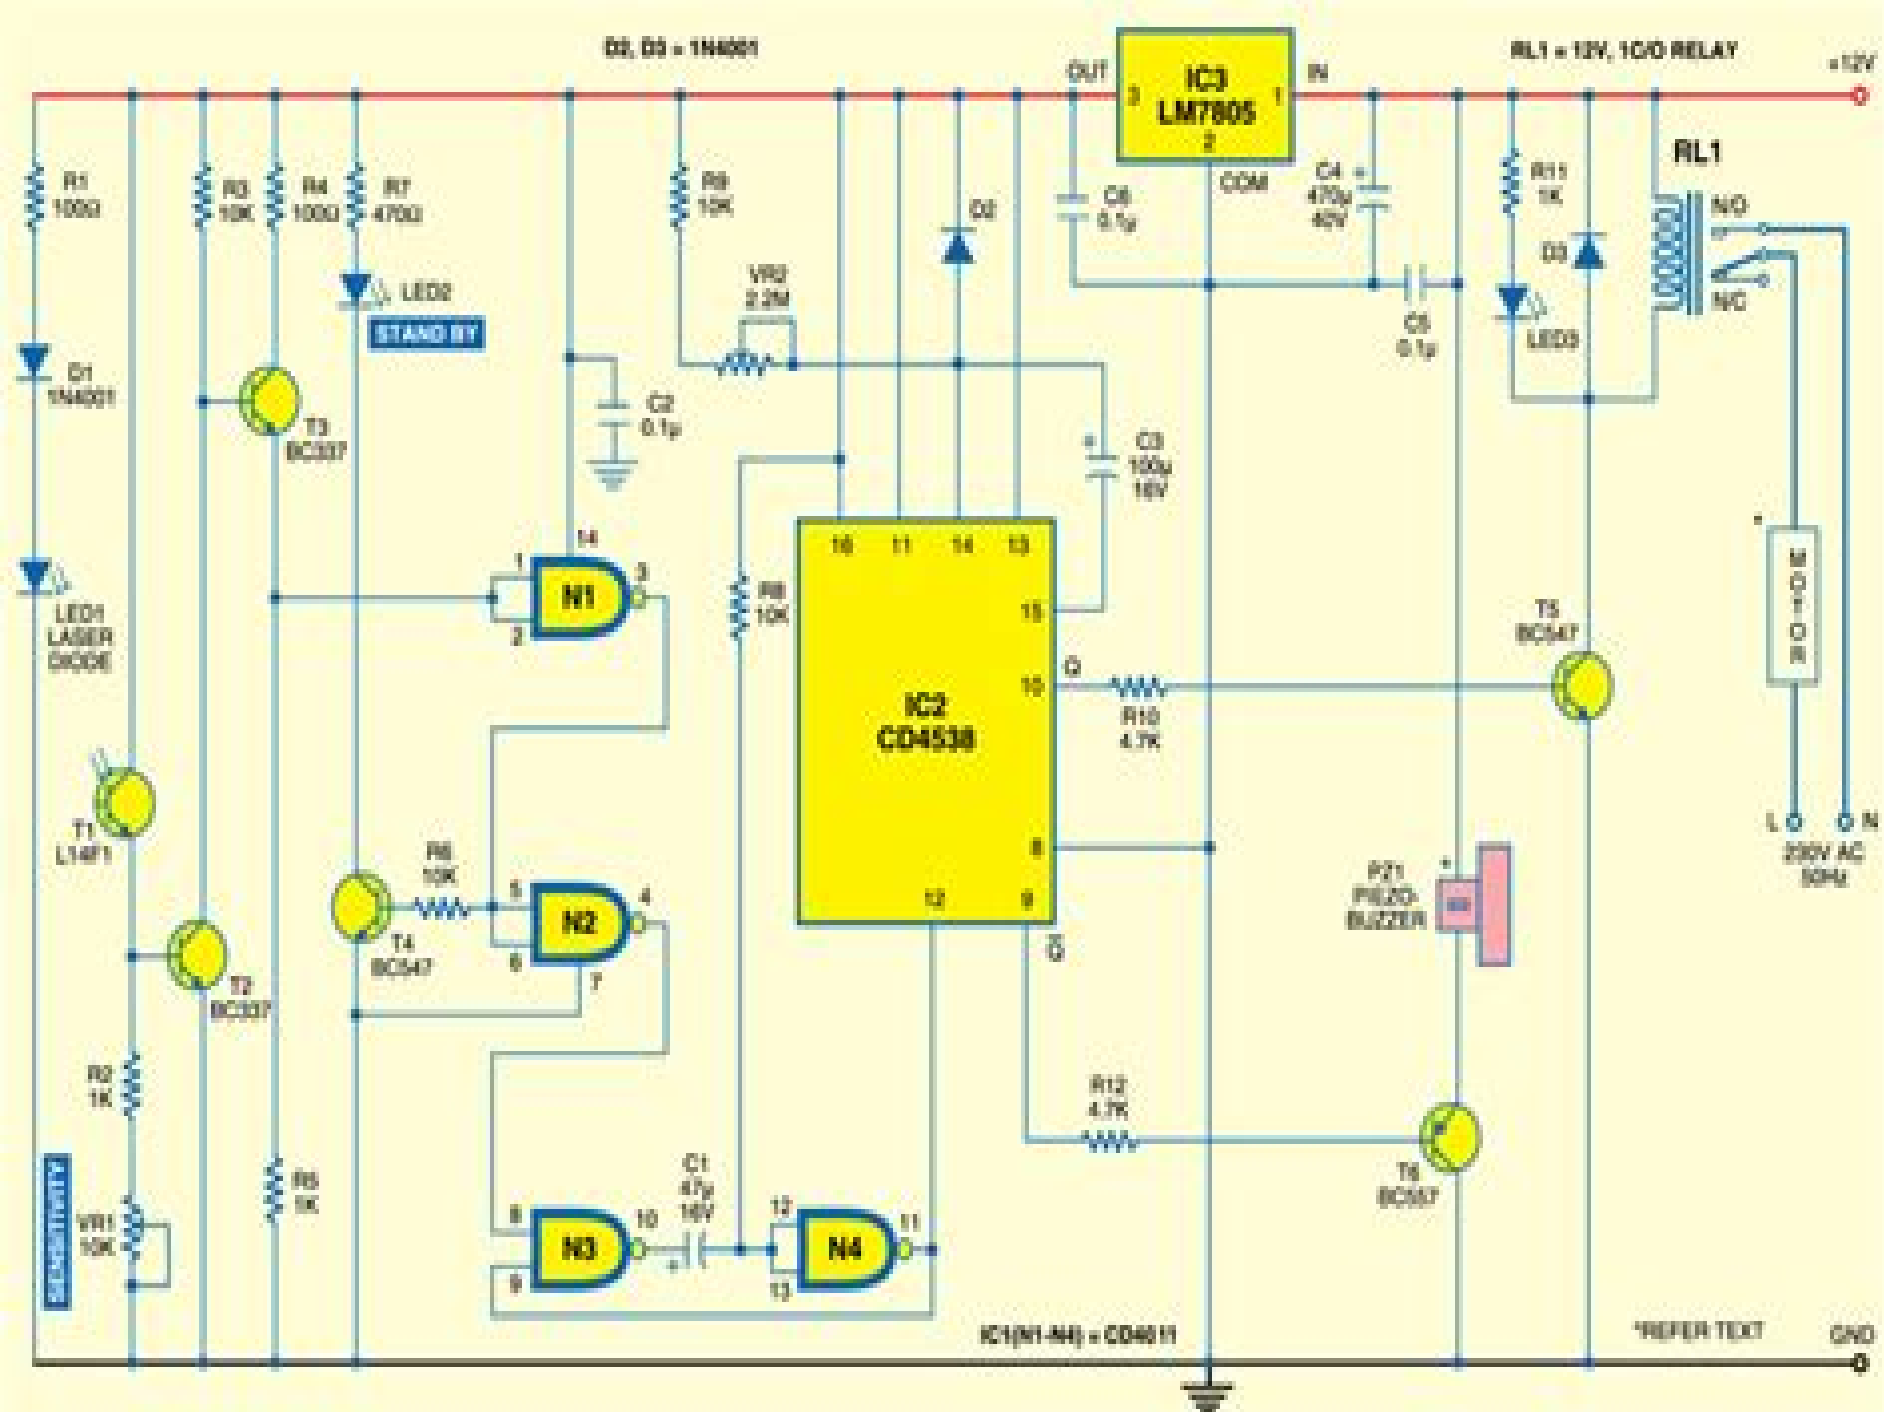 D2, D3 = 1N4001
RL1 = 12V, 1C/O RELAY
+12V
OUT
3
IC3
LM7805
1
IN
2
COM
R1
100Ω
R3
10K
R4
100Ω
R7
470Ω
R9
10K
D2
C6
0.1µ
C4
+
470µ
40V
R11
1K
RL1
N/O
D3
N/C
LED2
STAND BY
VR2
2.2M
C5
0.1µ
LED3
D1
1N4001
T3
BC337
C2
0.1µ
+
C3
100µ
16V
14
1
3
N1
2
16
11
14
13
15
R8
10K
LED1
LASER
DIODE
T5
BC547
*
MOTOR
Q
10
R10
4.7K
IC2
CD4538
T1
L14F1
R6
10K
T4
BC547
5
4
N2
6
7
8
12
9
Q̅
+
PZ1
PIEZO-
BUZZER
L
N
230V AC
50Hz
T2
BC337
R2
1K
R12
4.7K
T6
BC557
SENSITIVITY
VR1
10K
R5
1K
8
N3
9
10
C1
47µ
16V
+
12
N4
13
11
IC1(N1-N4) = CD4011
*REFER TEXT
GND